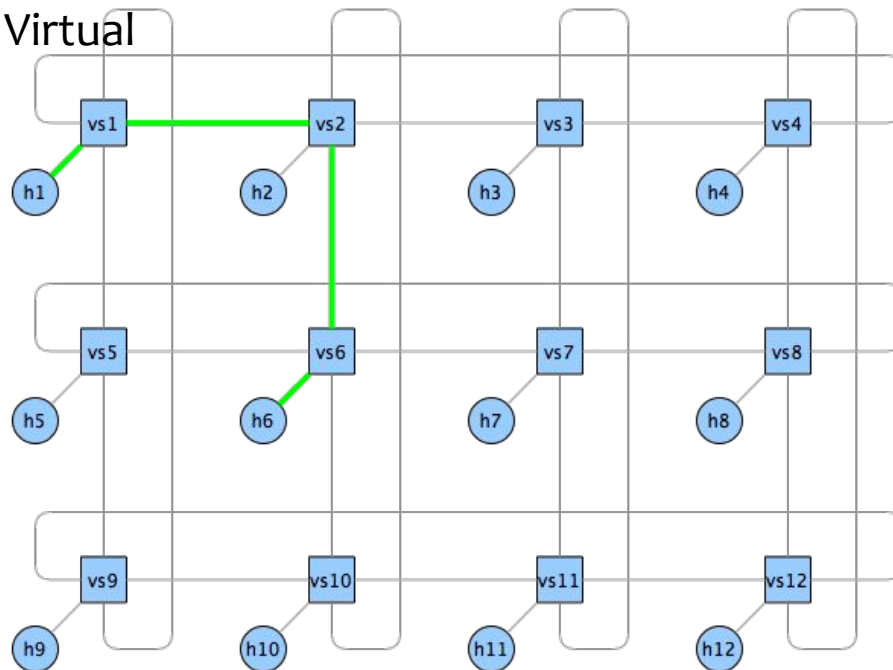 Virtual
vs1 vs2 vs3 vs4
h1 h2 h3 h4
vs5 vs6 vs7 vs8
h5 h6 h7 h8
vs9 vs10 vs11 vs12
h9 h10 h11 h12